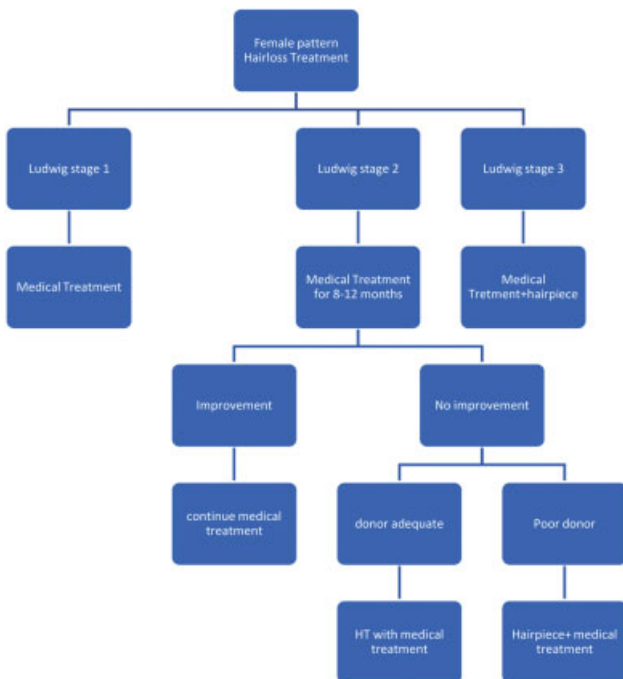 Female pattern
Hairloss Treatment
Ludwig stage 1
Ludwig stage 2
Ludwig stage 3
Medical Treatment
Medical Treatment
for 8-12 months
Medical
Tretment+hairpiece
Improvement
No improvement
continue medical
treatment
donor adequate
Poor donor
HT with medical
treatment
Hairpiece+ medical
treatment